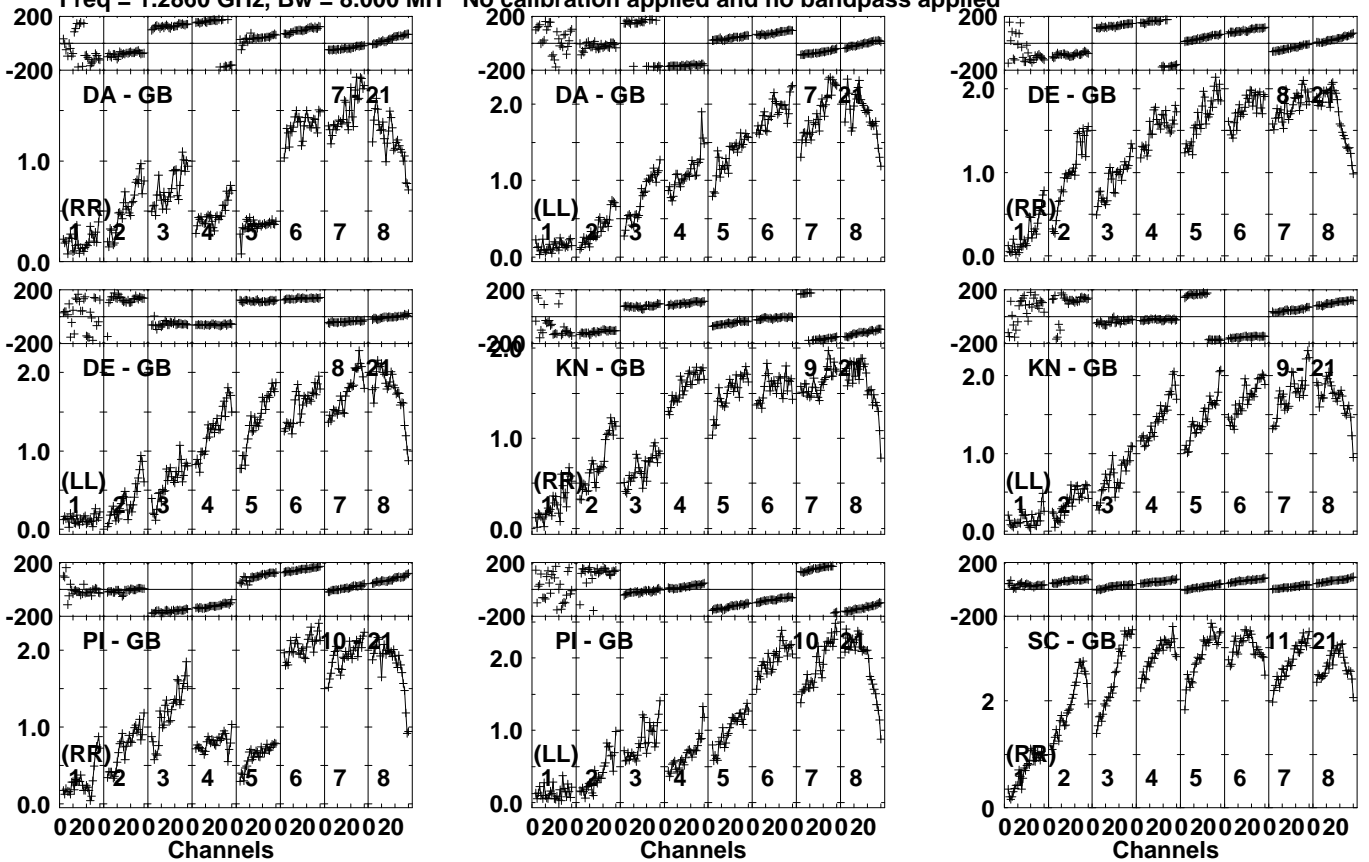 Freq = 1.2860 GHz, Bw = 8.000 MH No calibration applied and no bandpass applied
200
-200
DA - GB 7 - 21
1.0
0.0
(RR)
1 2 3 4 5 6 7 8
DA - GB 7 - 21
2.0
1.0
0.0
(LL)
1 2 3 4 5 6 7 8
200
-200
DE - GB 8 - 21
2.0
1.0
0.0
(RR)
1 2 3 4 5 6 7 8
200
-200
DE - GB 8 - 21
2.0
1.0
0.0
(LL)
1 2 3 4 5 6 7 8
200
-200
KN - GB 9 - 21
2.0
1.0
0.0
(RR)
1 2 3 4 5 6 7 8
200
-200
KN - GB 9 - 21
2.0
1.0
0.0
(LL)
1 2 3 4 5 6 7 8
200
-200
PI - GB 10 - 21
2.0
1.0
0.0
(RR)
1 2 3 4 5 6 7 8
200
-200
PI - GB 10 - 21
2.0
1.0
0.0
(LL)
1 2 3 4 5 6 7 8
200
-200
SC - GB 11 - 21
2
0
(RR)
1 2 3 4 5 6 7 8
0 20 0 20 0 20 0 20 0 20 0 20 0 20 0 20
0 20 0 20 0 20 0 20 0 20 0 20 0 20 0 20
0 20 0 20 0 20 0 20 0 20 0 20 0 20 0 20
Channels Channels Channels